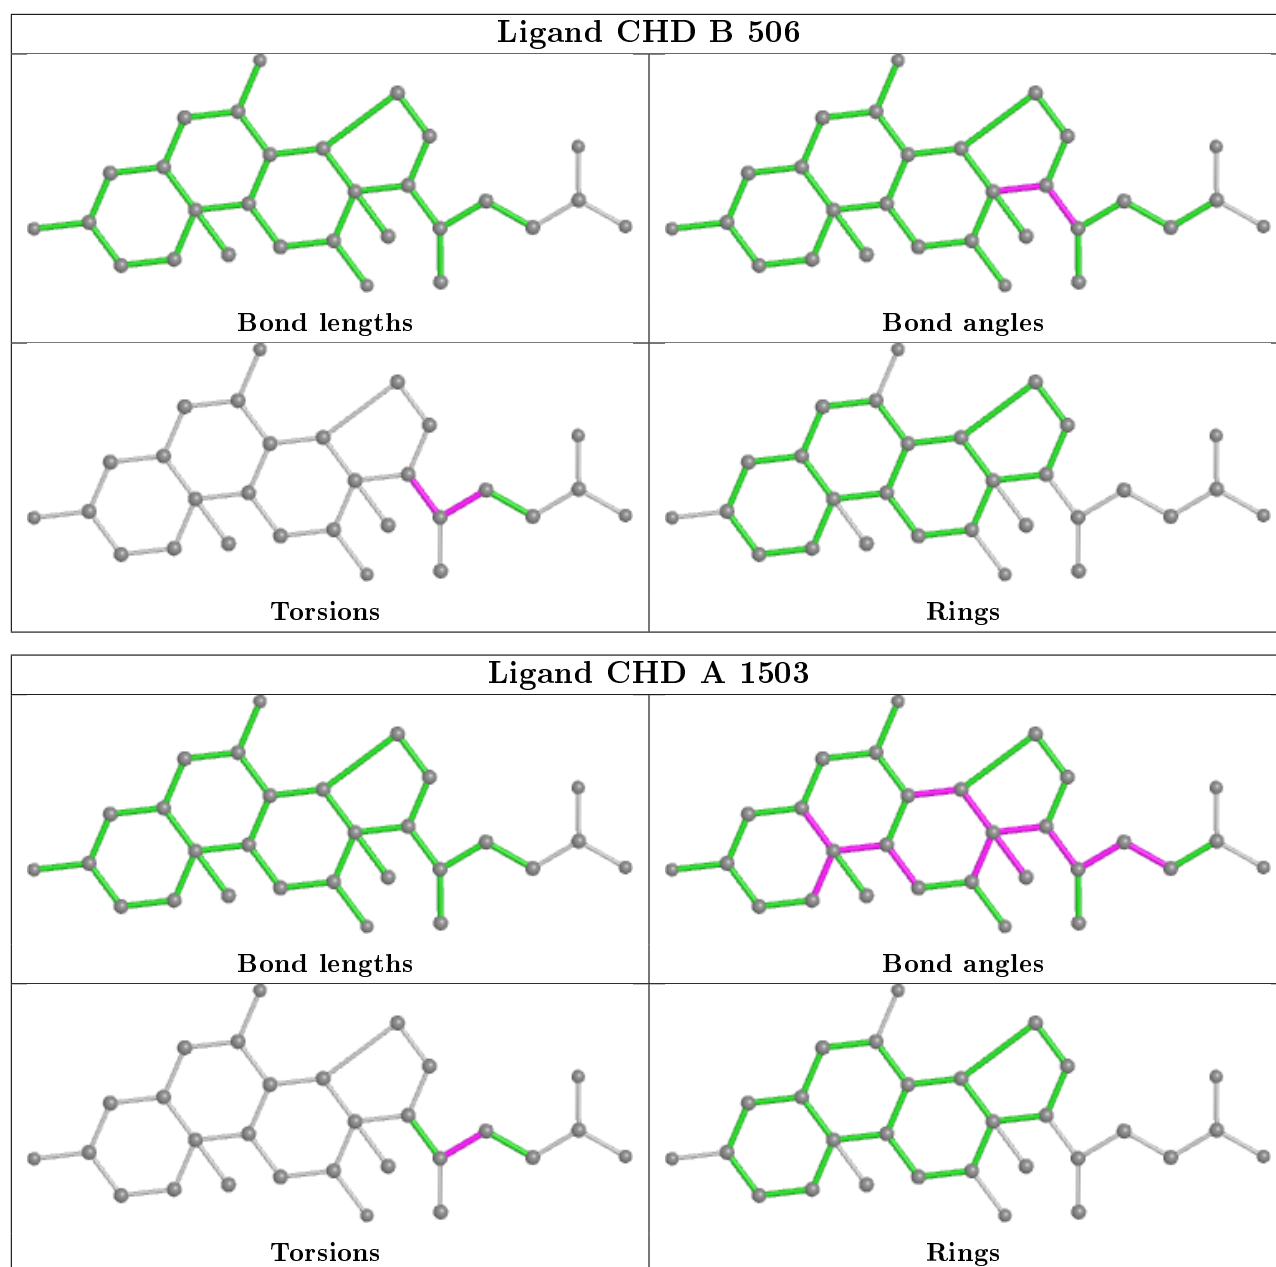 Ligand CHD B 506
Bond lengths
Bond angles
Torsions
Rings
Ligand CHD A 1503
Bond lengths
Bond angles
Torsions
Rings